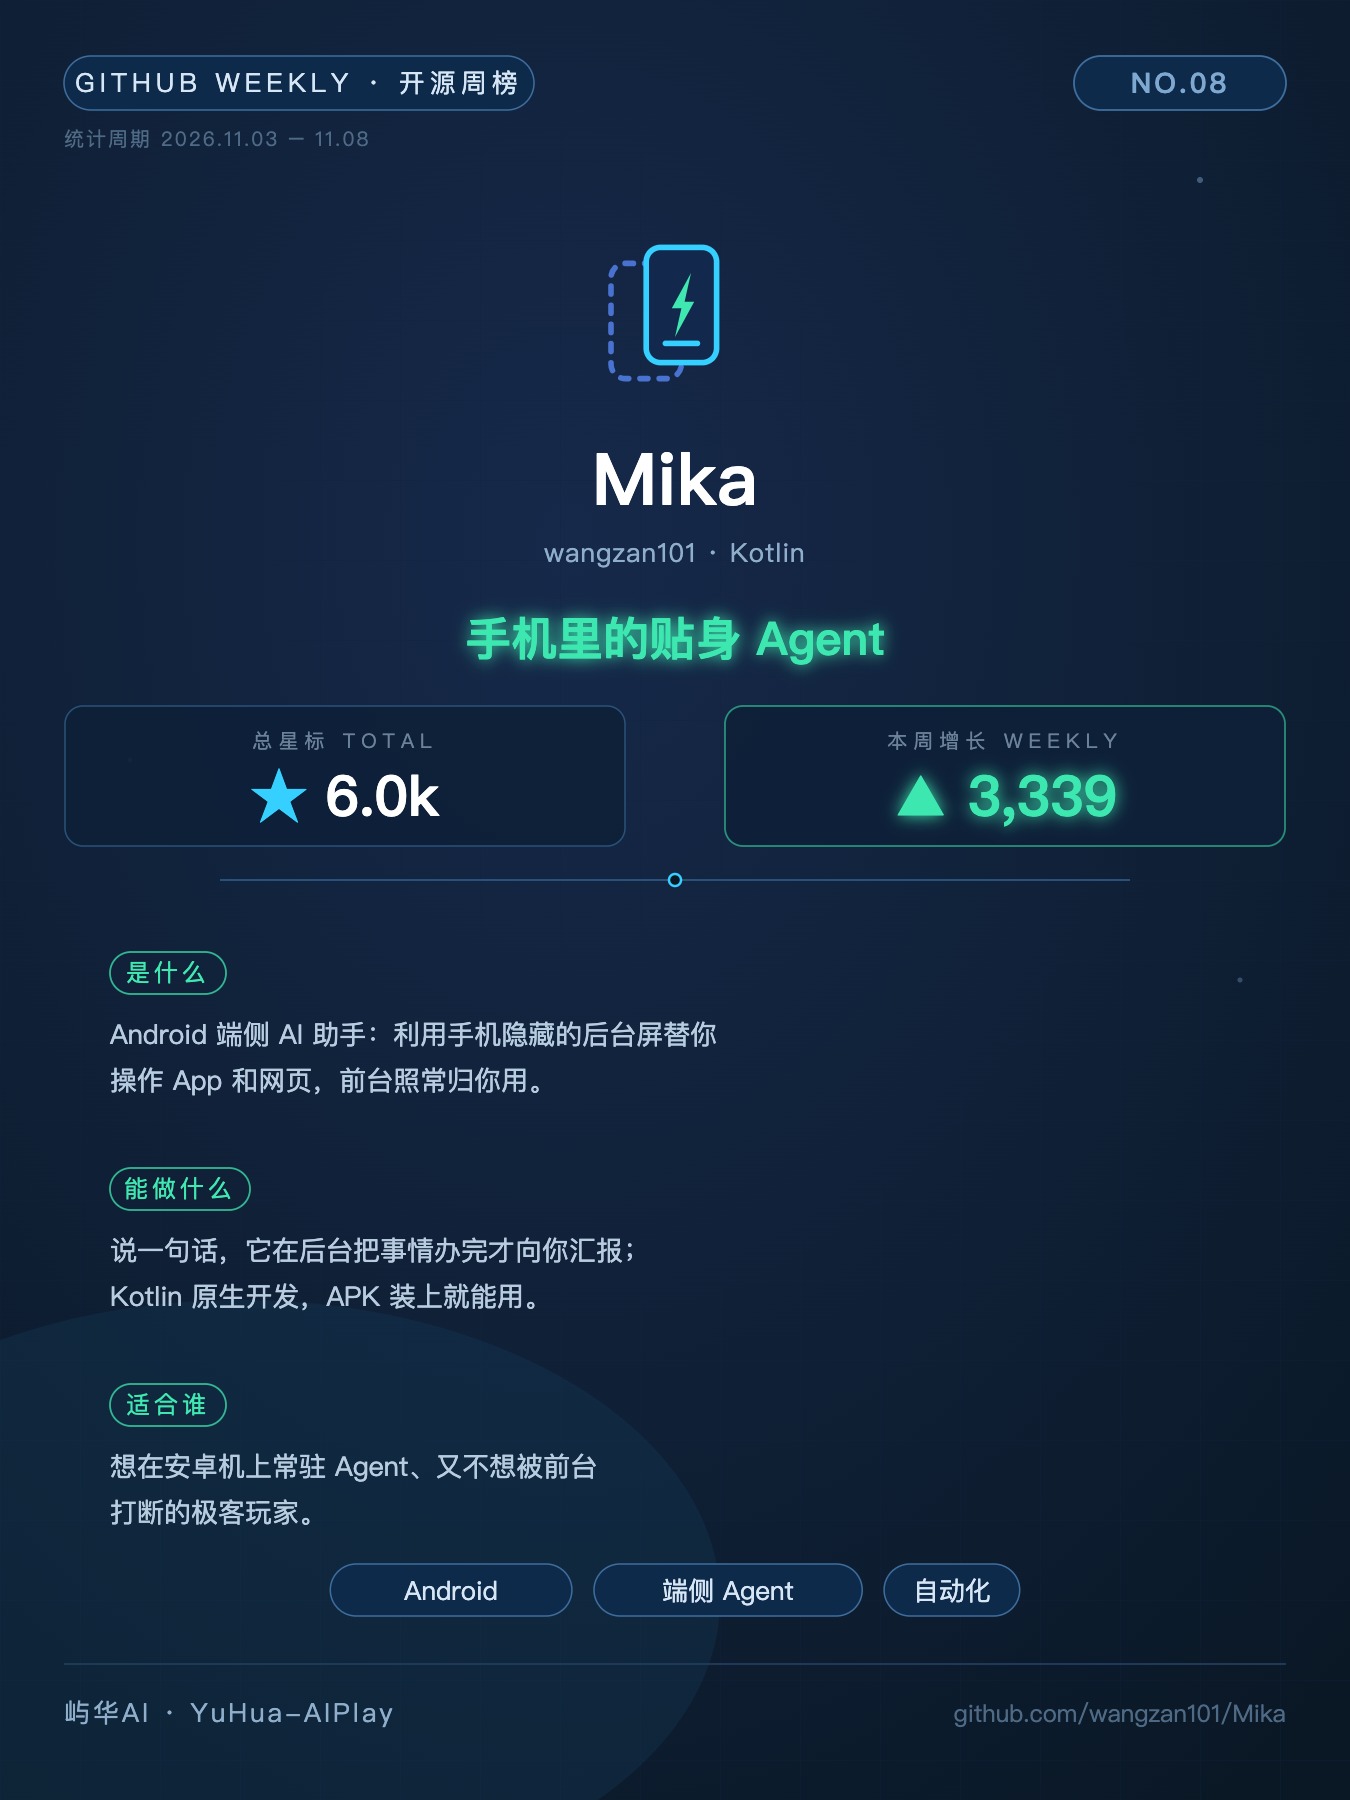 GITHUB WEEKLY · 开源周榜
NO.08
统计周期 2026.11.03 — 11.08
Mika
wangzan101 · Kotlin
手机里的贴身 Agent
总星标 TOTAL
★ 6.0k
本周增长 WEEKLY
▲ 3,339
是什么
Android 端侧 AI 助手：利用手机隐藏的后台屏替你
操作 App 和网页，前台照常归你用。
能做什么
说一句话，它在后台把事情办完才向你汇报；
Kotlin 原生开发，APK 装上就能用。
适合谁
想在安卓机上常驻 Agent、又不想被前台
打断的极客玩家。
Android
端侧 Agent
自动化
屿华AI · YuHua-AIPlay
github.com/wangzan101/Mika